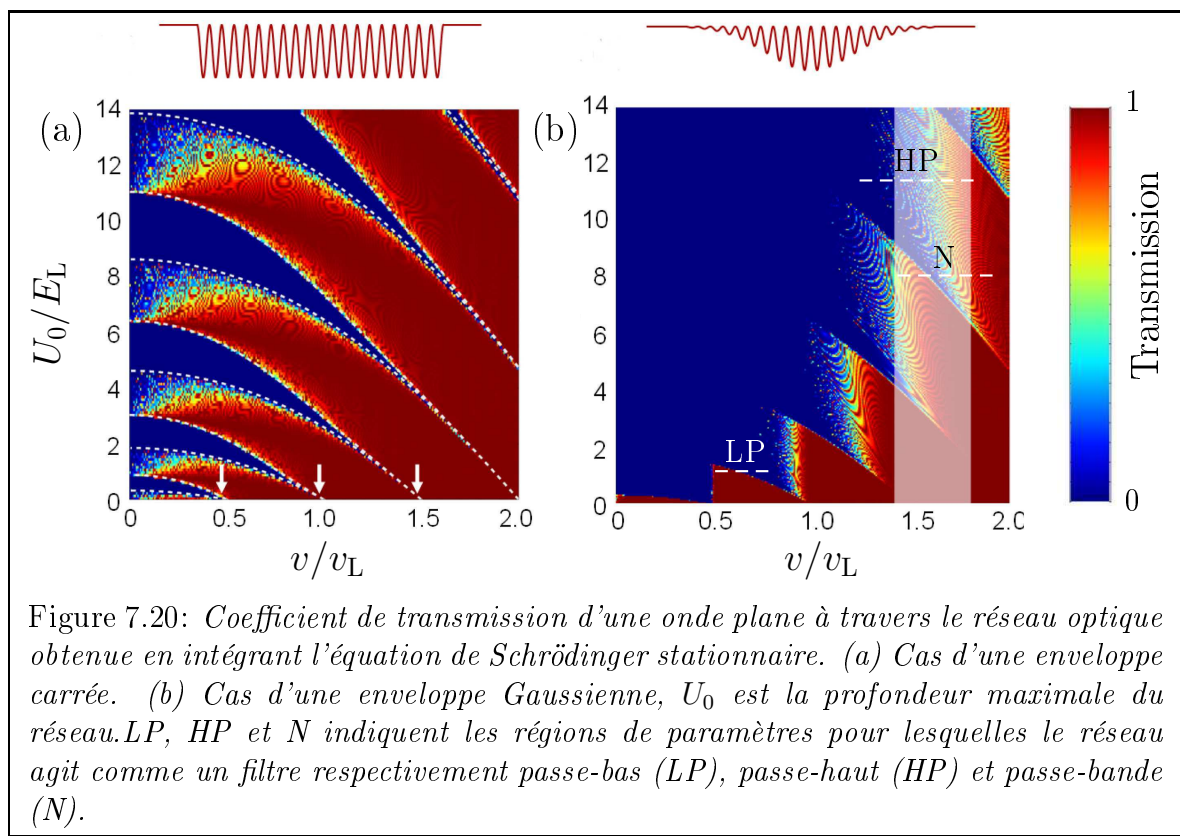 (a)
14
12
10
8
6
4
2
0
U₀/E_L
0
0.5
1.0
1.5
2.0
v/v_L
(b)
14
12
10
8
6
4
2
0
HP
N
LP
0
0.5
1.0
1.5
2.0
v/v_L
1
0
Transmission
Figure 7.20: Coefficient de transmission d'une onde plane à travers le réseau optique
obtenue en intégrant l'équation de Schrödinger stationnaire. (a) Cas d'une enveloppe
carrée. (b) Cas d'une enveloppe Gaussienne, U₀ est la profondeur maximale du
réseau.LP, HP et N indiquent les régions de paramètres pour lesquelles le réseau
agit comme un filtre respectivement passe-bas (LP), passe-haut (HP) et passe-bande
(N).